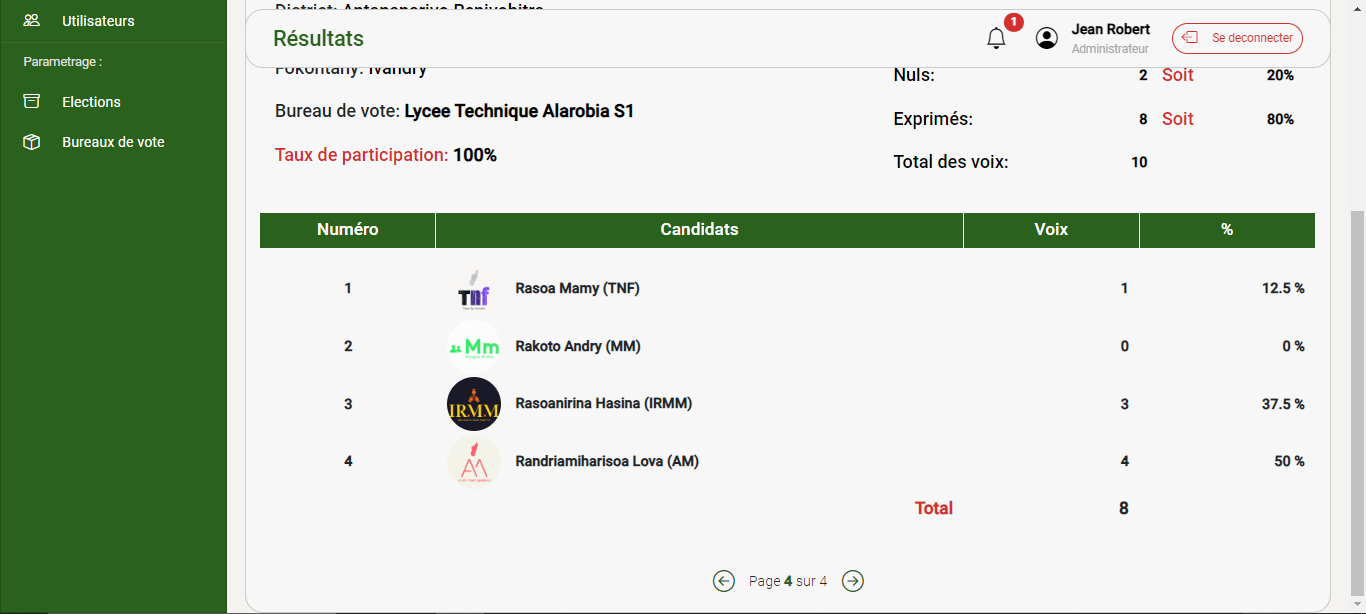 Utilisateurs
Parametrage :
Elections
Bureaux de vote
Résultats
1
Jean Robert
Administrateur
Se deconnecter
District: Antananarivo Renivohitra
Fokontany: Ivandry
Bureau de vote: Lycee Technique Alarobia S1
Taux de participation: 100%
Nuls: 2 Soit 20%
Exprimés: 8 Soit 80%
Total des voix: 10
Numéro Candidats Voix %
1 TNF Rasoa Mamy (TNF) 1 12.5 %
2 Mm Rakoto Andry (MM) 0 0 %
3 IRMM Rasoanirina Hasina (IRMM) 3 37.5 %
4 AM Randriamiharisoa Lova (AM) 4 50 %
Total 8
Page 4 sur 4